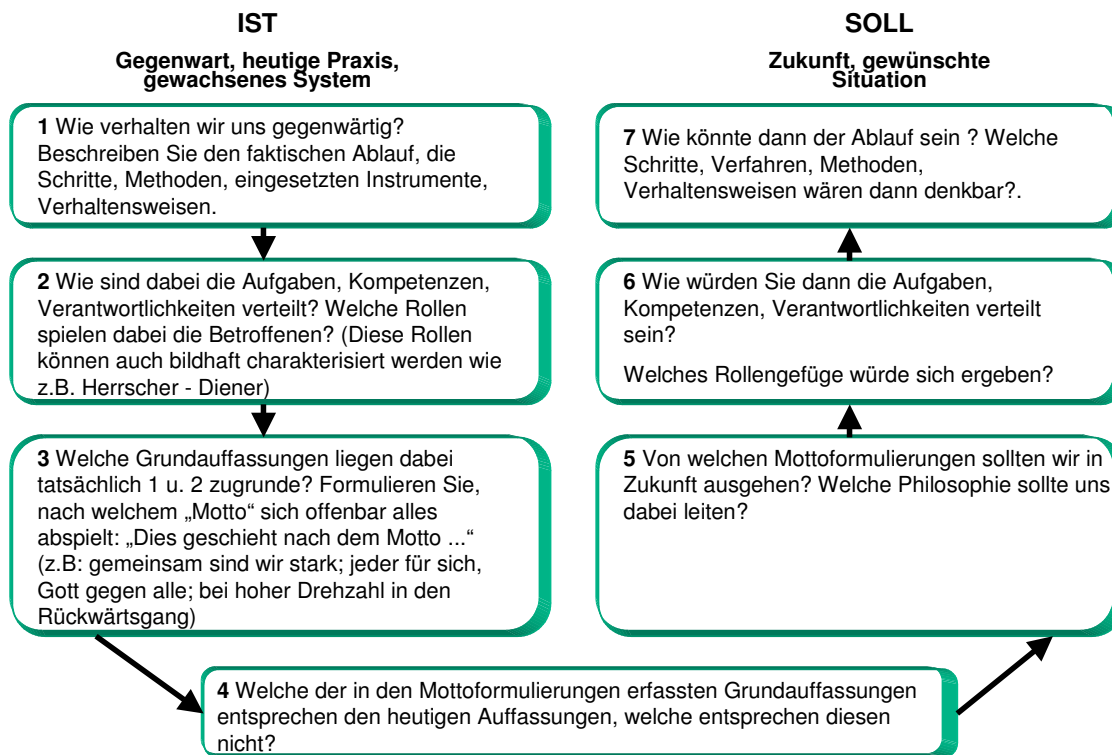 IST
Gegenwart, heutige Praxis,
gewachsenes System
1 Wie verhalten wir uns gegenwärtig?
Beschreiben Sie den faktischen Ablauf, die
Schritte, Methoden, eingesetzten Instrumente,
Verhaltensweisen.
2 Wie sind dabei die Aufgaben, Kompetenzen,
Verantwortlichkeiten verteilt? Welche Rollen
spielen dabei die Betroffenen? (Diese Rollen
können auch bildhaft charakterisiert werden wie
z.B. Herrscher - Diener)
3 Welche Grundauffassungen liegen dabei
tatsächlich 1 u. 2 zugrunde? Formulieren Sie,
nach welchem „Motto“ sich offenbar alles
abspielt: „Dies geschieht nach dem Motto ...“
(z.B: gemeinsam sind wir stark; jeder für sich,
Gott gegen alle; bei hoher Drehzahl in den
Rückwärtsgang)
4 Welche der in den Mottoformulierungen erfassten Grundauffassungen
entsprechen den heutigen Auffassungen, welche entsprechen diesen
nicht?
SOLL
Zukunft, gewünschte
Situation
7 Wie könnte dann der Ablauf sein ? Welche
Schritte, Verfahren, Methoden,
Verhaltensweisen wären dann denkbar?.
6 Wie würden Sie dann die Aufgaben,
Kompetenzen, Verantwortlichkeiten verteilt
sein?
Welches Rollengefüge würde sich ergeben?
5 Von welchen Mottoformulierungen sollten wir in
Zukunft ausgehen? Welche Philosophie sollte uns
dabei leiten?